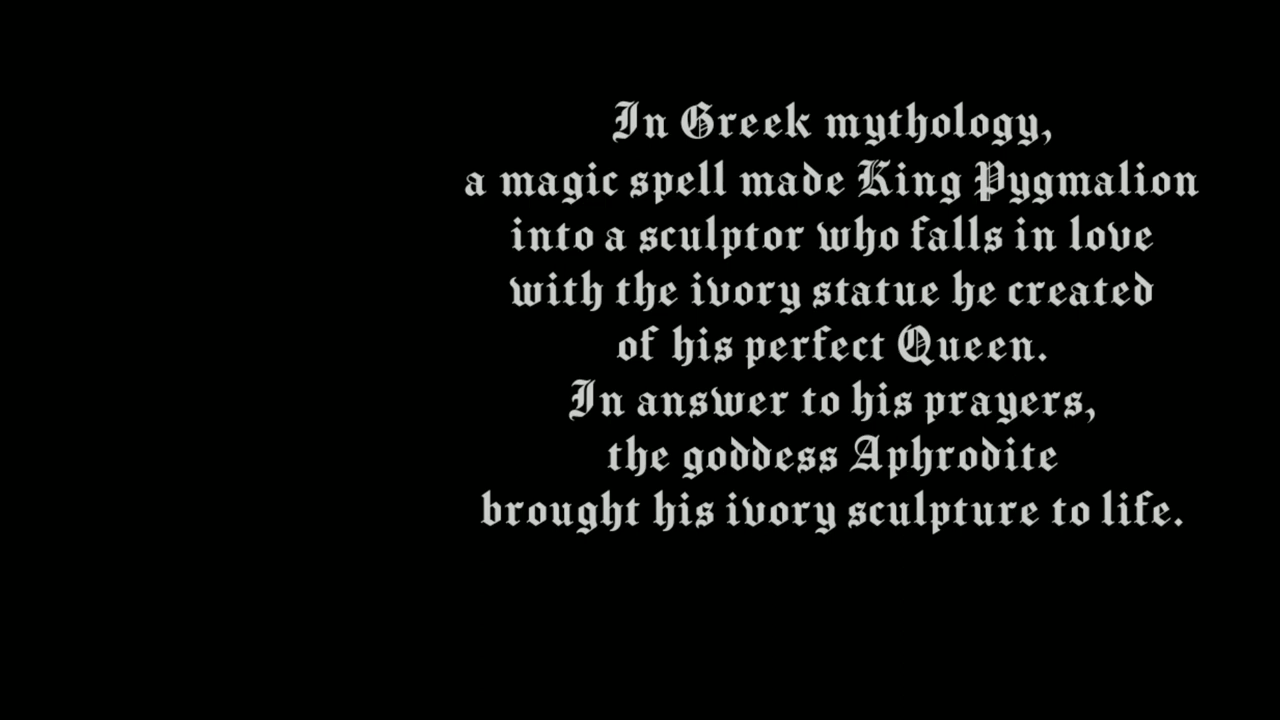 In Greek mythology,
a magic spell made King Pygmalion
into a sculptor who falls in love
with the ivory statue he created
of his perfect Queen.
In answer to his prayers,
the goddess Aphrodite
brought his ivory sculpture to life.